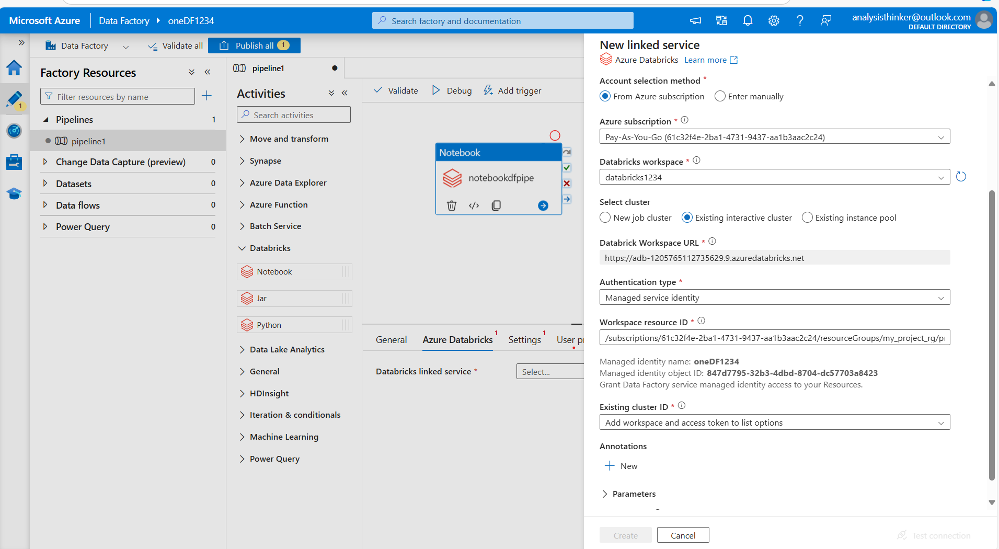 Microsoft Azure
Data Factory
oneDF1234
Search factory and documentation
analysisthinker@outlook.com
DEFAULT DIRECTORY
Data Factory
Validate all
Publish all
1
1
Factory Resources
Filter resources by name
Pipelines
1
pipeline1
Change Data Capture (preview)
0
Datasets
0
Data flows
0
Power Query
0
pipeline1
Activities
Search activities
Move and transform
Synapse
Azure Data Explorer
Azure Function
Batch Service
Databricks
Notebook
Jar
Python
Data Lake Analytics
General
HDInsight
Iteration & conditionals
Machine Learning
Power Query
Validate
Debug
Add trigger
Notebook
notebookdfpipe
General
Azure Databricks 1
Settings 1
User p
Databricks linked service *
Select...
New linked service
Azure Databricks Learn more
Account selection method *
From Azure subscription
Enter manually
Azure subscription *
Pay-As-You-Go (61c32f4e-2ba1-4731-9437-aa1b3aac2c24)
Databricks workspace *
databricks1234
Select cluster
New job cluster
Existing interactive cluster
Existing instance pool
Databrick Workspace URL *
https://adb-1205765112735629.9.azuredatabricks.net
Authentication type *
Managed service identity
Workspace resource ID *
/subscriptions/61c32f4e-2ba1-4731-9437-aa1b3aac2c24/resourceGroups/my_project_rg/p
Managed identity name: oneDF1234
Managed identity object ID: 847d7795-32b3-4dbd-8704-dc57703a8423
Grant Data Factory service managed identity access to your Resources.
Existing cluster ID *
Add workspace and access token to list options
Annotations
New
Parameters
Create
Cancel
Test connection